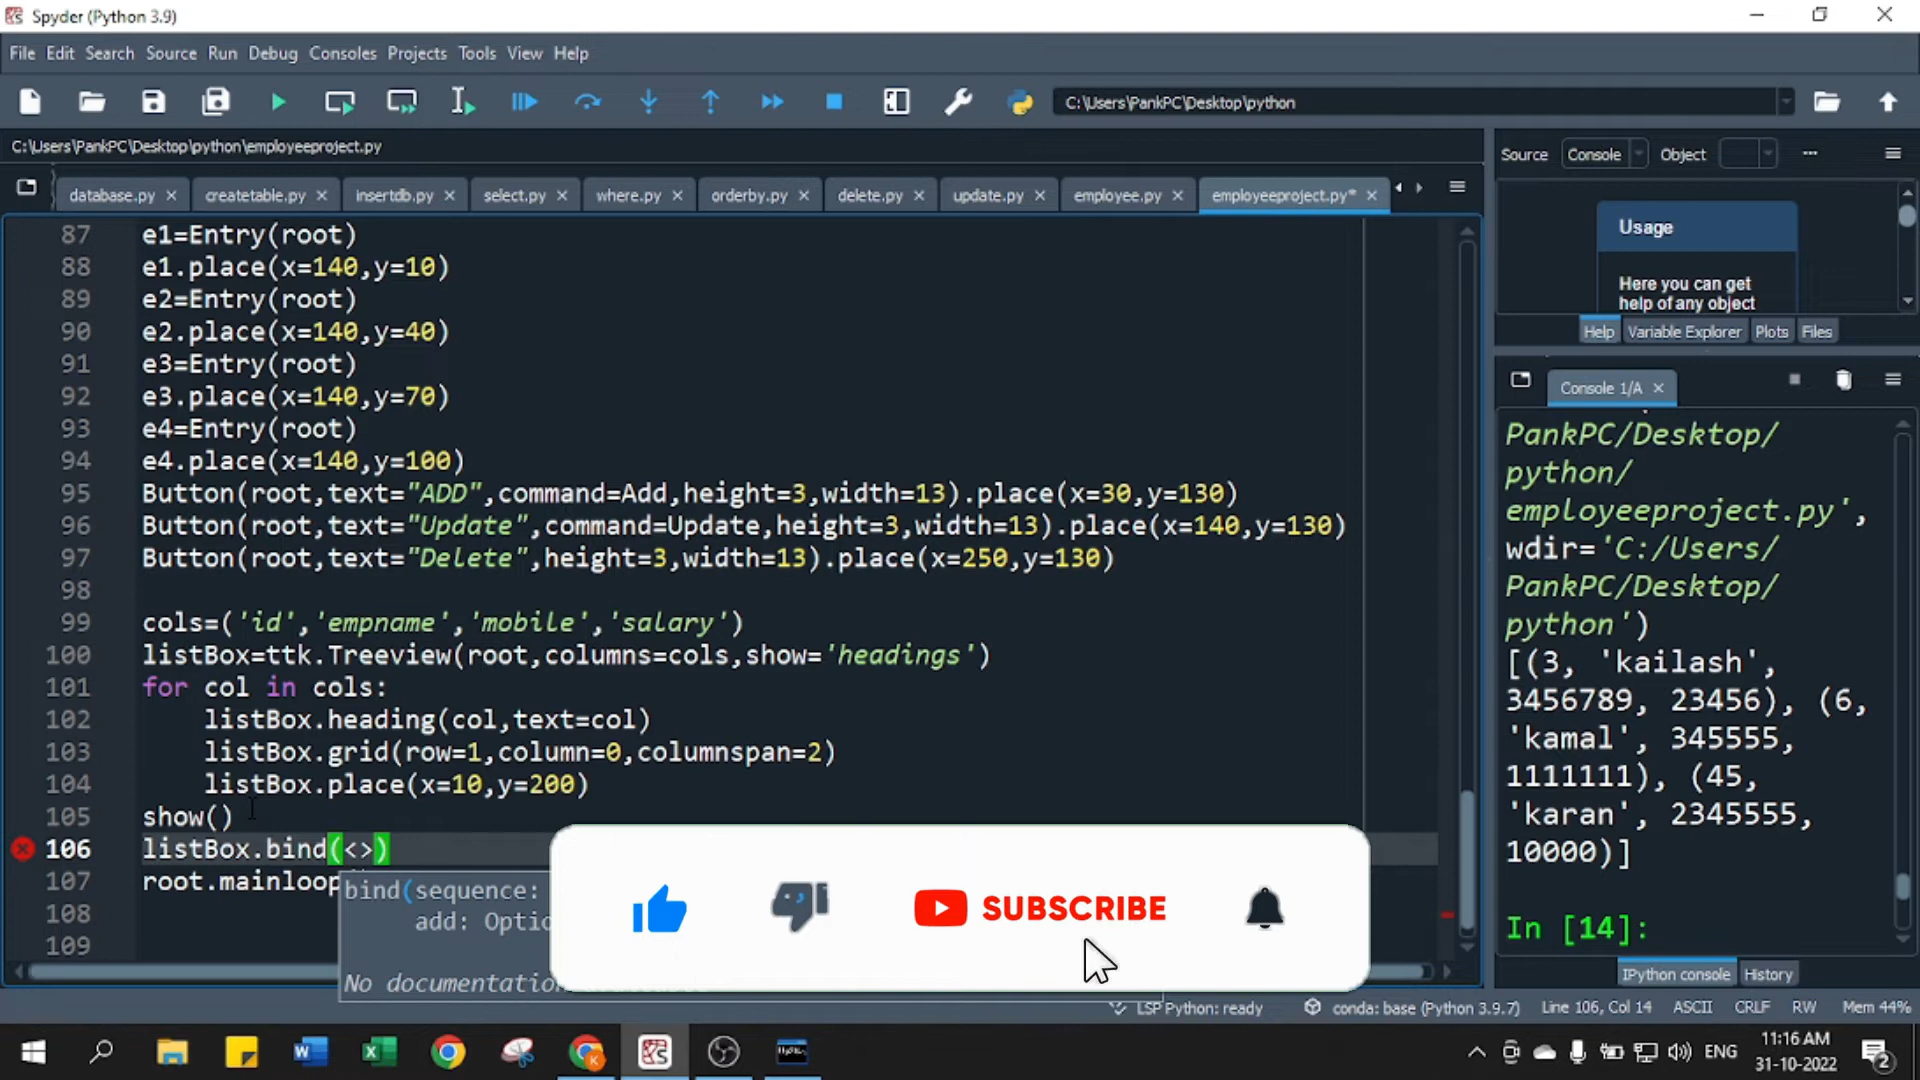 Spyder (Python 3.9)
File Edit Search Source Run Debug Consoles Projects Tools View Help
C:\Users\PankPC\Desktop\python
C:\Users\PankPC\Desktop\python\employeeproject.py
database.py createtable.py insertdb.py select.py where.py orderby.py delete.py update.py employee.py employeeproject.py*
87 e1=Entry(root)
88 e1.place(x=140,y=10)
89 e2=Entry(root)
90 e2.place(x=140,y=40)
91 e3=Entry(root)
92 e3.place(x=140,y=70)
93 e4=Entry(root)
94 e4.place(x=140,y=100)
95 Button(root,text="ADD",command=Add,height=3,width=13).place(x=30,y=130)
96 Button(root,text="Update",command=Update,height=3,width=13).place(x=140,y=130)
97 Button(root,text="Delete",height=3,width=13).place(x=250,y=130)
98
99 cols=('id','empname','mobile','salary')
100 listBox=ttk.Treeview(root,columns=cols,show='headings')
101 for col in cols:
102 listBox.heading(col,text=col)
103 listBox.grid(row=1,column=0,columnspan=2)
104 listBox.place(x=10,y=200)
105 show()
106 listBox.bind(<>)
107 root.mainloop
108
109
bind(sequence:
add: Optio
No documentation
SUBSCRIBE
Source Console Object
Usage
Here you can get
help of any object
Help Variable Explorer Plots Files
Console 1/A
PankPC/Desktop/
python/
employeeproject.py',
wdir='C:/Users/
PankPC/Desktop/
python')
[(3, 'kailash',
3456789, 23456), (6,
'kamal', 345555,
1111111), (45,
'karan', 2345555,
10000)]
In [14]:
IPython console History
LSP Python: ready conda: base (Python 3.9.7) Line 106, Col 14 ASCII CRLF RW Mem 44%
ENG
11:16 AM
31-10-2022
2